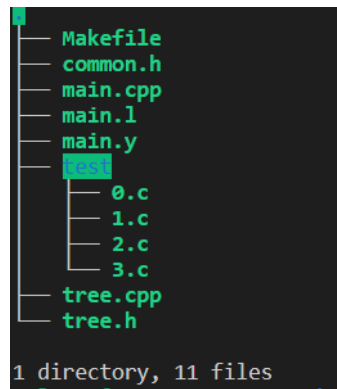 .
├── Makefile
├── common.h
├── main.cpp
├── main.l
├── main.y
├── test
│   ├── 0.c
│   ├── 1.c
│   ├── 2.c
│   └── 3.c
├── tree.cpp
└── tree.h
1 directory, 11 files